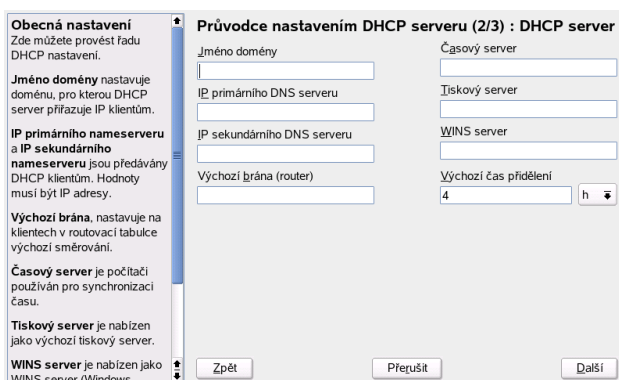 Obecná nastavení
Zde můžete provést řadu
DHCP nastavení.
Jméno domény nastavuje
doménu, pro kterou DHCP
server přiřazuje IP klientům.
IP primárního nameserveru
a IP sekundárního
nameserveru jsou předávány
DHCP klientům. Hodnoty
musí být IP adresy.
Výchozí brána, nastavuje na
klientech v routovací tabulce
výchozí směrování.
Časový server je počítači
používán pro synchronizaci
času.
Tiskový server je nabízen
jako výchozí tiskový server.
WINS server je nabízen jako
WINS server (Windows
Průvodce nastavením DHCP serveru (2/3) : DHCP server
Jméno domény
IP primárního DNS serveru
IP sekundárního DNS serveru
Výchozí brána (router)
Časový server
Tiskový server
WINS server
Výchozí čas přidělení
4 h
Zpět Přerušit Další